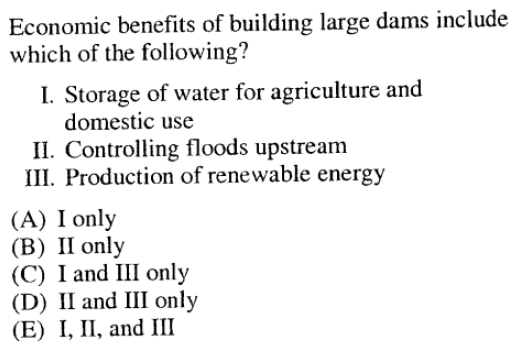 Economic benefits of building large dams include
which of the following?
I. Storage of water for agriculture and
domestic use
II. Controlling floods upstream
III. Production of renewable energy
(A) I only
(B) II only
(C) I and III only
(D) II and III only
(E) I, II, and III